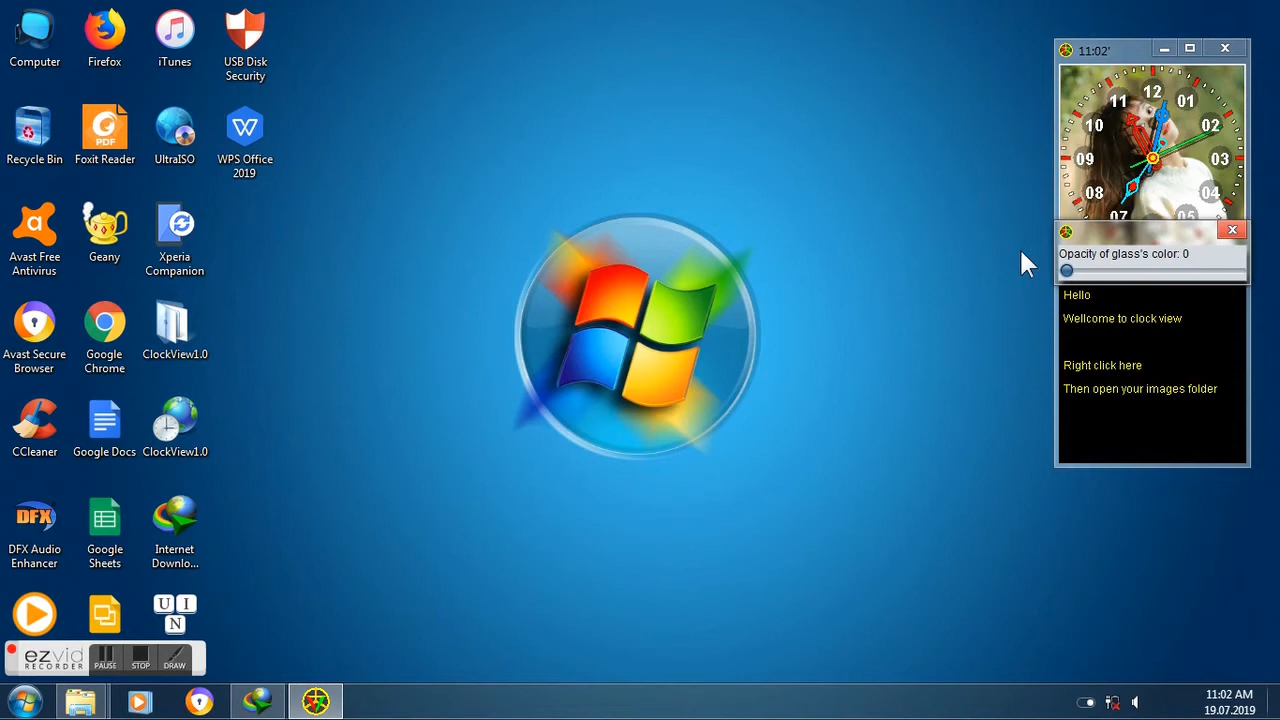 Computer
Firefox
iTunes
USB Disk
Security
Recycle Bin
PDF
Foxit Reader
UltraISO
WPS Office
2019
Avast Free
Antivirus
Geany
Xperia
Companion
Avast Secure
Browser
Google
Chrome
ClockView1.0
CCleaner
Google Docs
ClockView1.0
DFX
DFX Audio
Enhancer
Google
Sheets
Internet
Downlo...
U I
N
ezvid
RECORDER
PAUSE
STOP
DRAW
11:02'
12
11
01
10
02
09
03
08
04
07
05
Opacity of glass's color: 0
Hello
Wellcome to clock view
Right click here
Then open your images folder
11:02 AM
19.07.2019